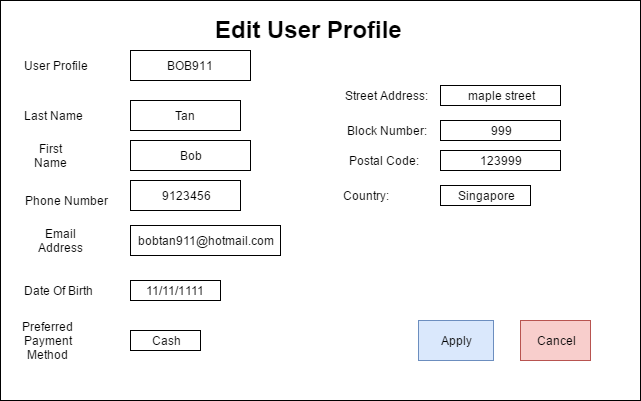 Edit User Profile
User Profile
BOB911
Last Name
Tan
First
Name
Bob
Phone Number
9123456
Email
Address
bobtan911@hotmail.com
Date Of Birth
11/11/1111
Preferred
Payment
Method
Cash
Street Address:
maple street
Block Number:
999
Postal Code:
123999
Country:
Singapore
Apply
Cancel